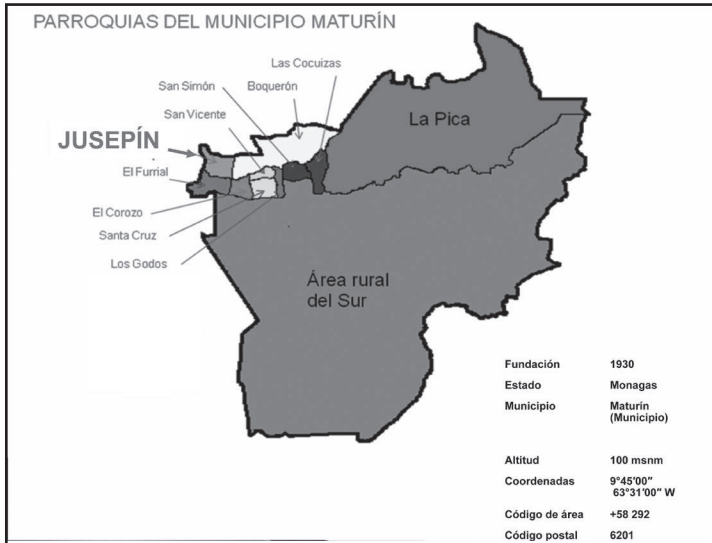 PARROQUIAS DEL MUNICIPIO MATURÍN
Las Cocuizas
San Simón
Boquerón
San Vicente
La Pica
JUSEPÍN
El Furrial
El Corozo
Santa Cruz
Los Godos
Área rural
del Sur
Fundación 1930
Estado Monagas
Municipio Maturín
(Municipio)
Altitud 100 msnm
Coordenadas 9°45′00″
63°31′00″ W
Código de área +58 292
Código postal 6201